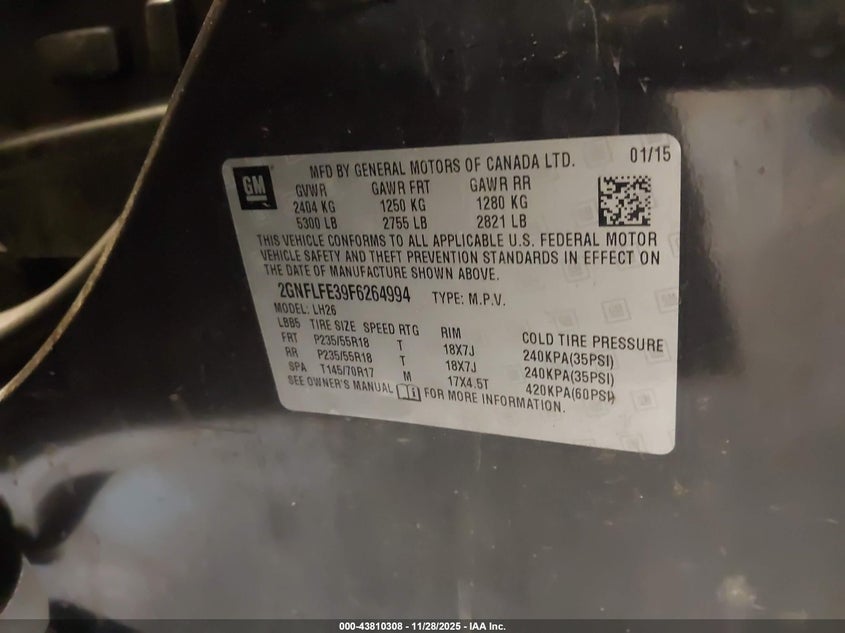 GM
MFD BY GENERAL MOTORS OF CANADA LTD. 01/15
GVWR GAWR FRT GAWR RR
2404 KG 1250 KG 1280 KG
5300 LB 2755 LB 2821 LB
THIS VEHICLE CONFORMS TO ALL APPLICABLE U.S. FEDERAL MOTOR
VEHICLE SAFETY AND THEFT PREVENTION STANDARDS IN EFFECT ON
THE DATE OF MANUFACTURE SHOWN ABOVE.
2GNFLFE39F6264994 TYPE: M.P.V.
MODEL: LH26
LBB5 TIRE SIZE SPEED RTG RIM COLD TIRE PRESSURE
FRT P235/55R18 T 18X7J 240KPA(35PSI)
RR P235/55R18 T 18X7J 240KPA(35PSI)
SPA T145/70R17 M 17X4.5T 420KPA(60PSI)
SEE OWNER'S MANUAL FOR MORE INFORMATION.
000-43810308 - 11/28/2025 - IAA Inc.